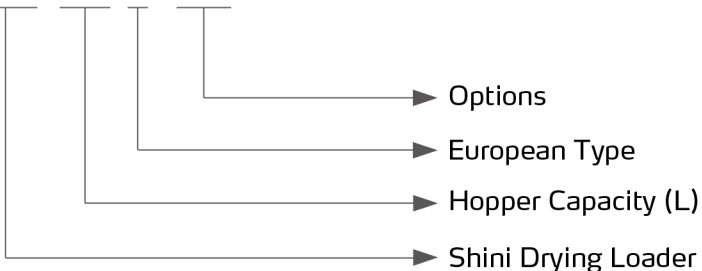 Options
European Type
Hopper Capacity (L)
Shini Drying Loader